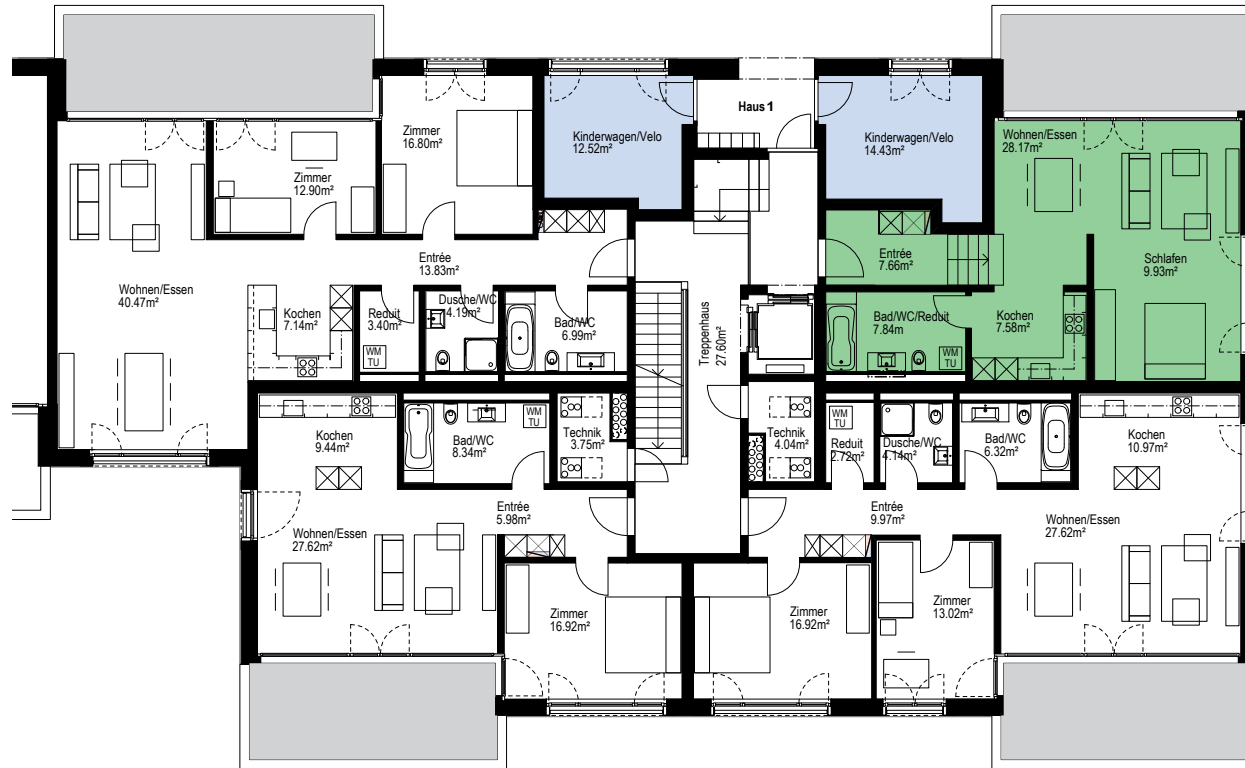 Haus 1
Zimmer
16.80m²
Kinderwagen/Velo
12.52m²
Kinderwagen/Velo
14.43m²
Wohnen/Essen
28.17m²
Zimmer
12.90m²
Entrée
13.83m²
Entrée
7.66m²
Schlafen
9.93m²
Wohnen/Essen
40.47m²
Kochen
7.14m²
Reduit
3.40m²
WM
TU
Dusche/WC
4.19m²
Bad/WC
6.99m²
Treppenhaus
27.60m²
Bad/WC/Reduit
7.84m
WM
TU
Kochen
7.58m²
Kochen
9.44m²
Bad/WC
8.34m²
WM
TU
Technik
3.75m²
Technik
4.04m²
WM
TU
Reduit
2.72m²
Dusche/WC
4.14m²
Bad/WC
6.32m²
Kochen
10.97m²
Wohnen/Essen
27.62m²
Entrée
5.98m²
Entrée
9.97m²
Wohnen/Essen
27.62m²
Zimmer
16.92m²
Zimmer
16.92m²
Zimmer
13.02m²